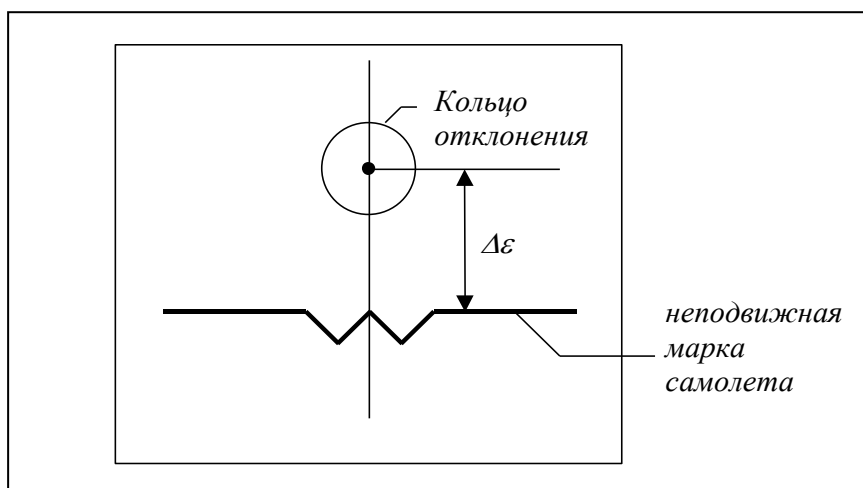 Кольцо
отклонения
Δε
неподвижная
марка
самолета